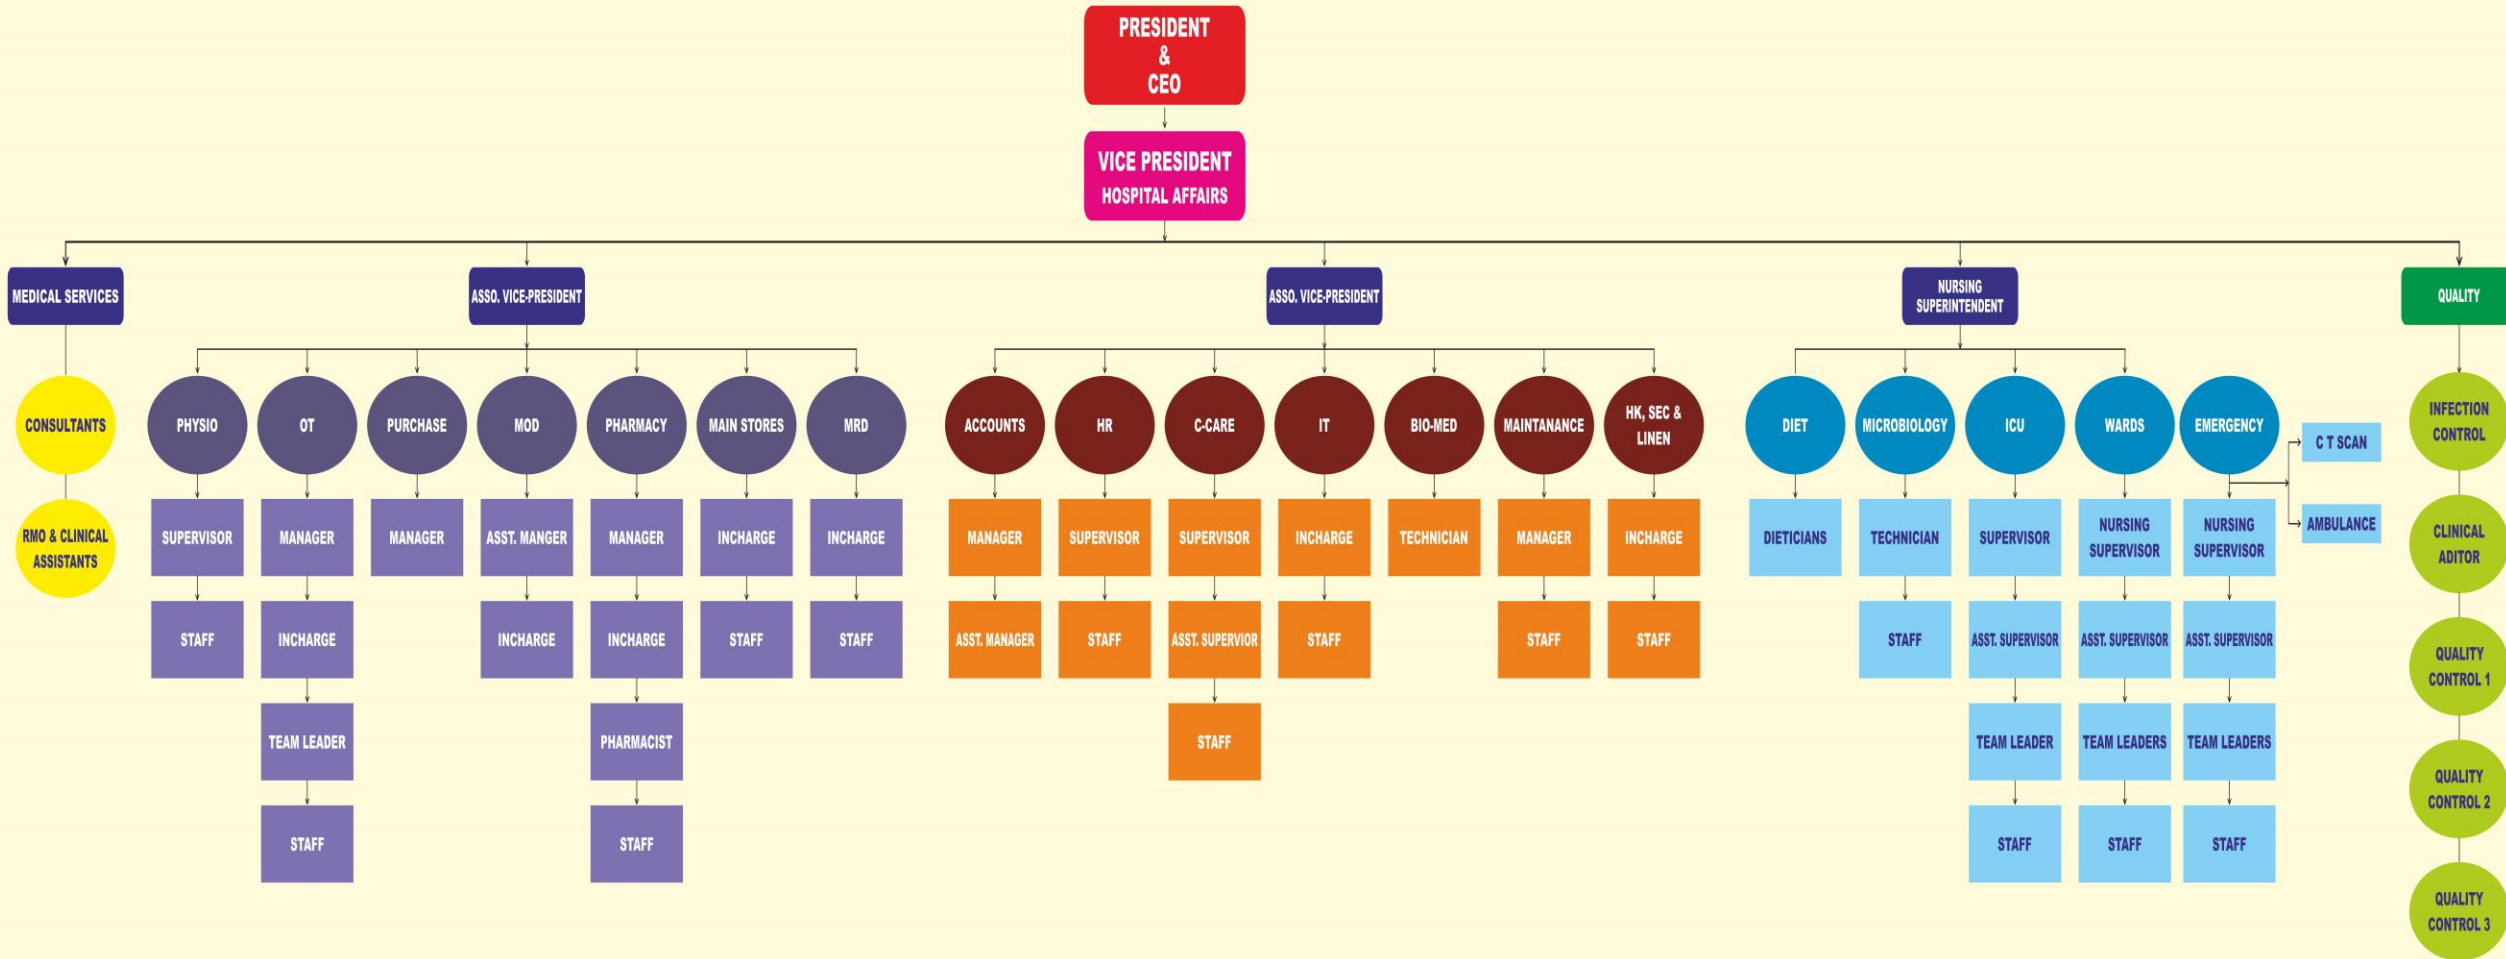 PRESIDENT
&
CEO
VICE PRESIDENT
HOSPITAL AFFAIRS
MEDICAL SERVICES
ASSO. VICE-PRESIDENT
ASSO. VICE-PRESIDENT
NURSING
SUPERINTENDENT
QUALITY
CONSULTANTS
PHYSIO
OT
PURCHASE
MOD
PHARMACY
MAIN STORES
MRD
ACCOUNTS
HR
C-CARE
IT
BIO-MED
MAINTANANCE
HK, SEC &
LINEN
DIET
MICROBIOLOGY
ICU
WARDS
EMERGENCY
C T SCAN
AMBULANCE
INFECTION
CONTROL
RMO & CLINICAL
ASSISTANTS
SUPERVISOR
MANAGER
MANAGER
ASST. MANGER
MANAGER
INCHARGE
INCHARGE
MANAGER
SUPERVISOR
SUPERVISOR
INCHARGE
TECHNICIAN
MANAGER
INCHARGE
DIETICIANS
TECHNICIAN
SUPERVISOR
NURSING
SUPERVISOR
NURSING
SUPERVISOR
CLINICAL
ADITOR
STAFF
INCHARGE
INCHARGE
INCHARGE
STAFF
STAFF
ASST. MANAGER
STAFF
ASST. SUPERVIOR
STAFF
STAFF
STAFF
STAFF
ASST. SUPERVISOR
ASST. SUPERVISOR
ASST. SUPERVISOR
QUALITY
CONTROL 1
TEAM LEADER
PHARMACIST
STAFF
TEAM LEADER
TEAM LEADERS
TEAM LEADERS
QUALITY
CONTROL 2
STAFF
STAFF
STAFF
STAFF
STAFF
QUALITY
CONTROL 3